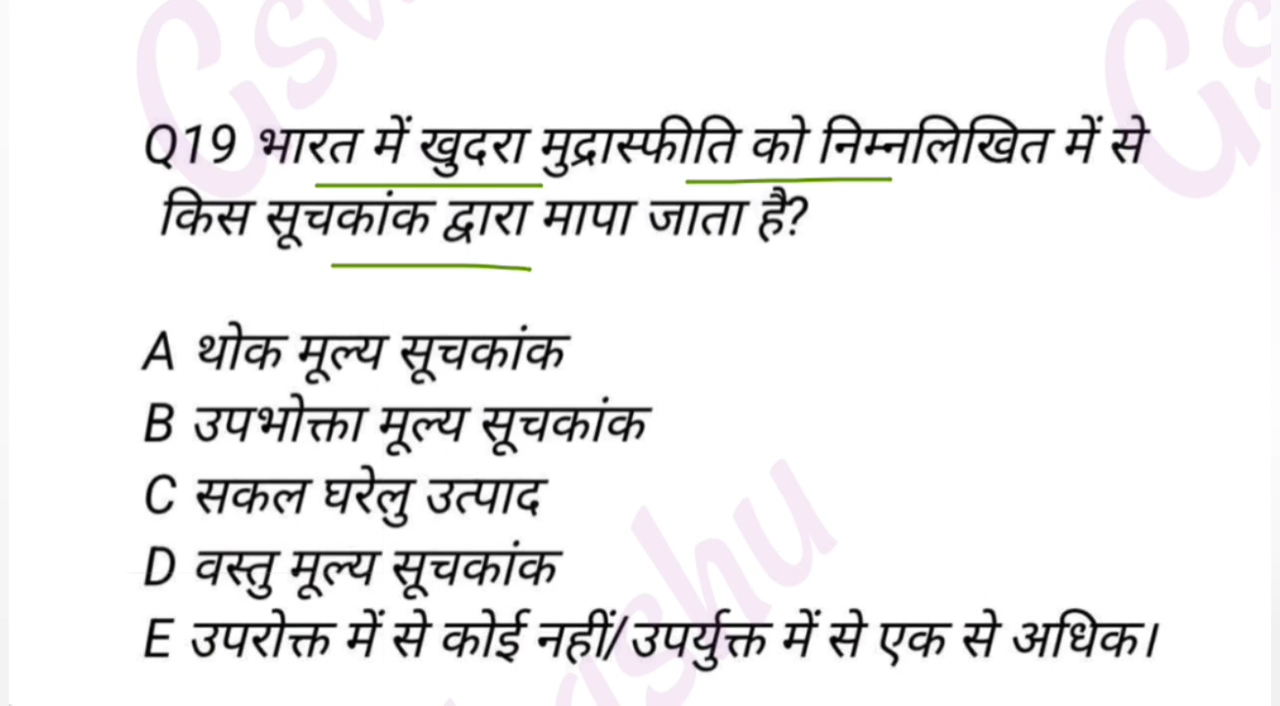 Q19 भारत में खुदरा मुद्रास्फीति को निम्नलिखित में से
किस सूचकांक द्वारा मापा जाता है?
A थोक मूल्य सूचकांक
B उपभोक्ता मूल्य सूचकांक
C सकल घरेलु उत्पाद
D वस्तु मूल्य सूचकांक
E उपरोक्त में से कोई नहीं/उपर्युक्त में से एक से अधिक।